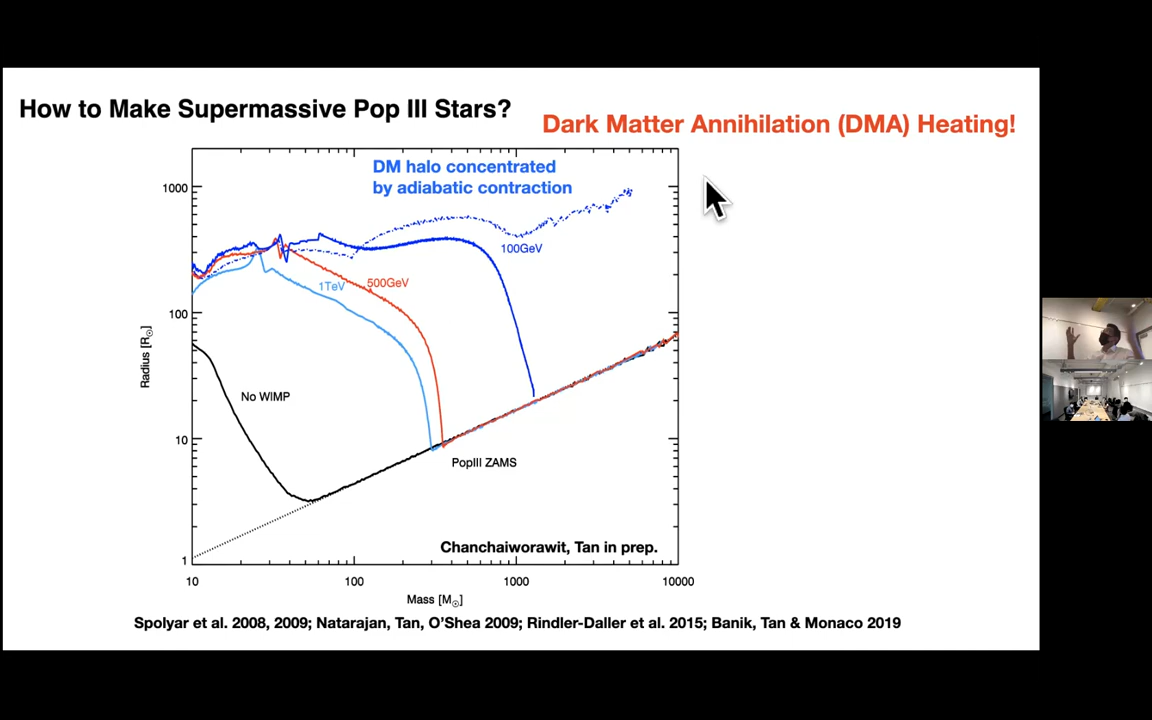 How to Make Supermassive Pop III Stars?
Dark Matter Annihilation (DMA) Heating!
DM halo concentrated
by adiabatic contraction
1000
100GeV
1TeV
500GeV
100
Radius [R☉]
No WIMP
10
PopIII ZAMS
Chanchaiworawit, Tan in prep.
1
10
100
1000
10000
Mass [M☉]
Spolyar et al. 2008, 2009; Natarajan, Tan, O'Shea 2009; Rindler-Daller et al. 2015; Banik, Tan & Monaco 2019